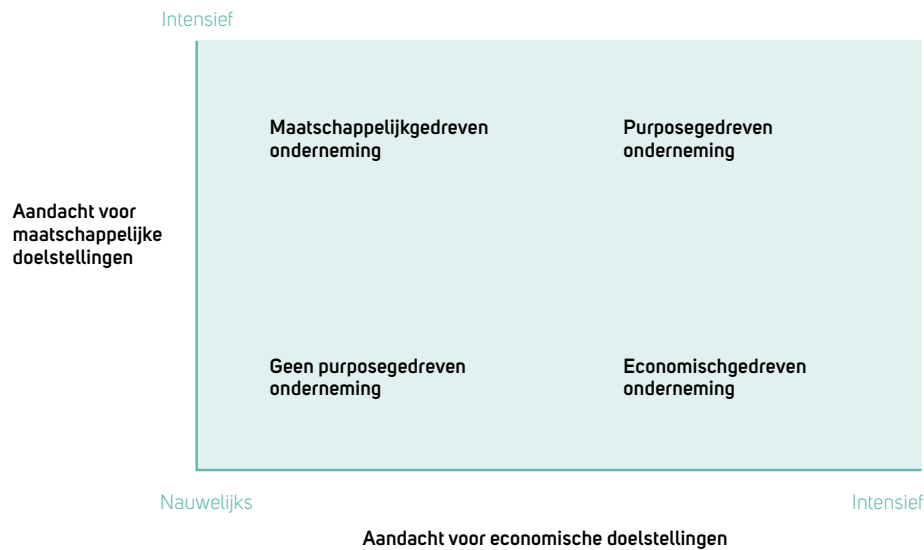 Intensief
Maatschappelijkgedreven
onderneming
Purposegedreven
onderneming
Aandacht voor
maatschappelijke
doelstellingen
Geen purposegedreven
onderneming
Economischgedreven
onderneming
Nauwelijks
Intensief
Aandacht voor economische doelstellingen